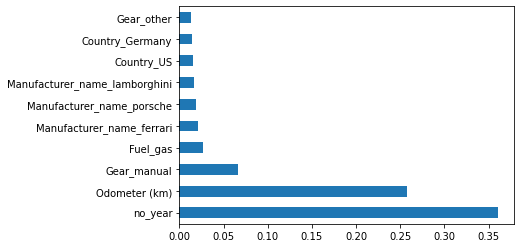 Gear_other
Country_Germany
Country_US
Manufacturer_name_lamborghini
Manufacturer_name_porsche
Manufacturer_name_ferrari
Fuel_gas
Gear_manual
Odometer (km)
no_year
0.00 0.05 0.10 0.15 0.20 0.25 0.30 0.35